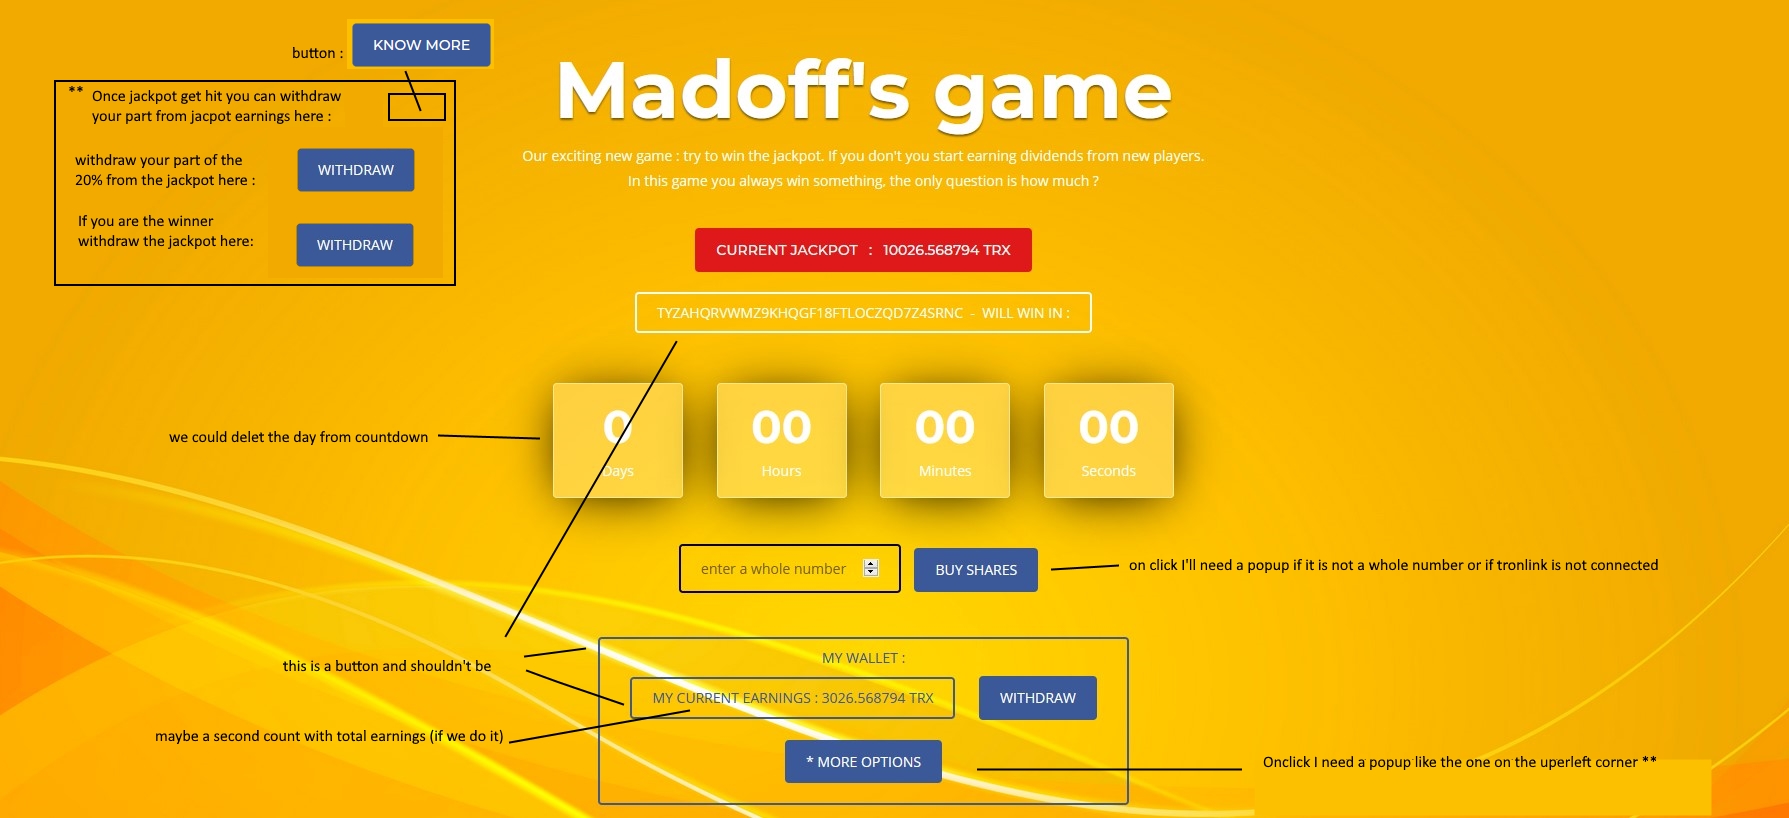 button :
KNOW MORE
** Once jackpot get hit you can withdraw
your part from jacpot earnings here :
withdraw your part of the
20% from the jackpot here :
WITHDRAW
If you are the winner
withdraw the jackpot here:
WITHDRAW
Madoff's game
Our exciting new game : try to win the jackpot. If you don't you start earning dividends from new players.
In this game you always win something, the only question is how much ?
CURRENT JACKPOT : 10026.568794 TRX
TYZAHQRVWMZ9KHQGF18FTLOCZQD7Z4SRNC - WILL WIN IN :
we could delet the day from countdown
0
Days
00
Hours
00
Minutes
00
Seconds
enter a whole number
BUY SHARES
on click I'll need a popup if it is not a whole number or if tronlink is not connected
this is a button and shouldn't be
MY WALLET :
MY CURRENT EARNINGS : 3026.568794 TRX
WITHDRAW
maybe a second count with total earnings (if we do it)
* MORE OPTIONS
Onclick I need a popup like the one on the uperleft corner **